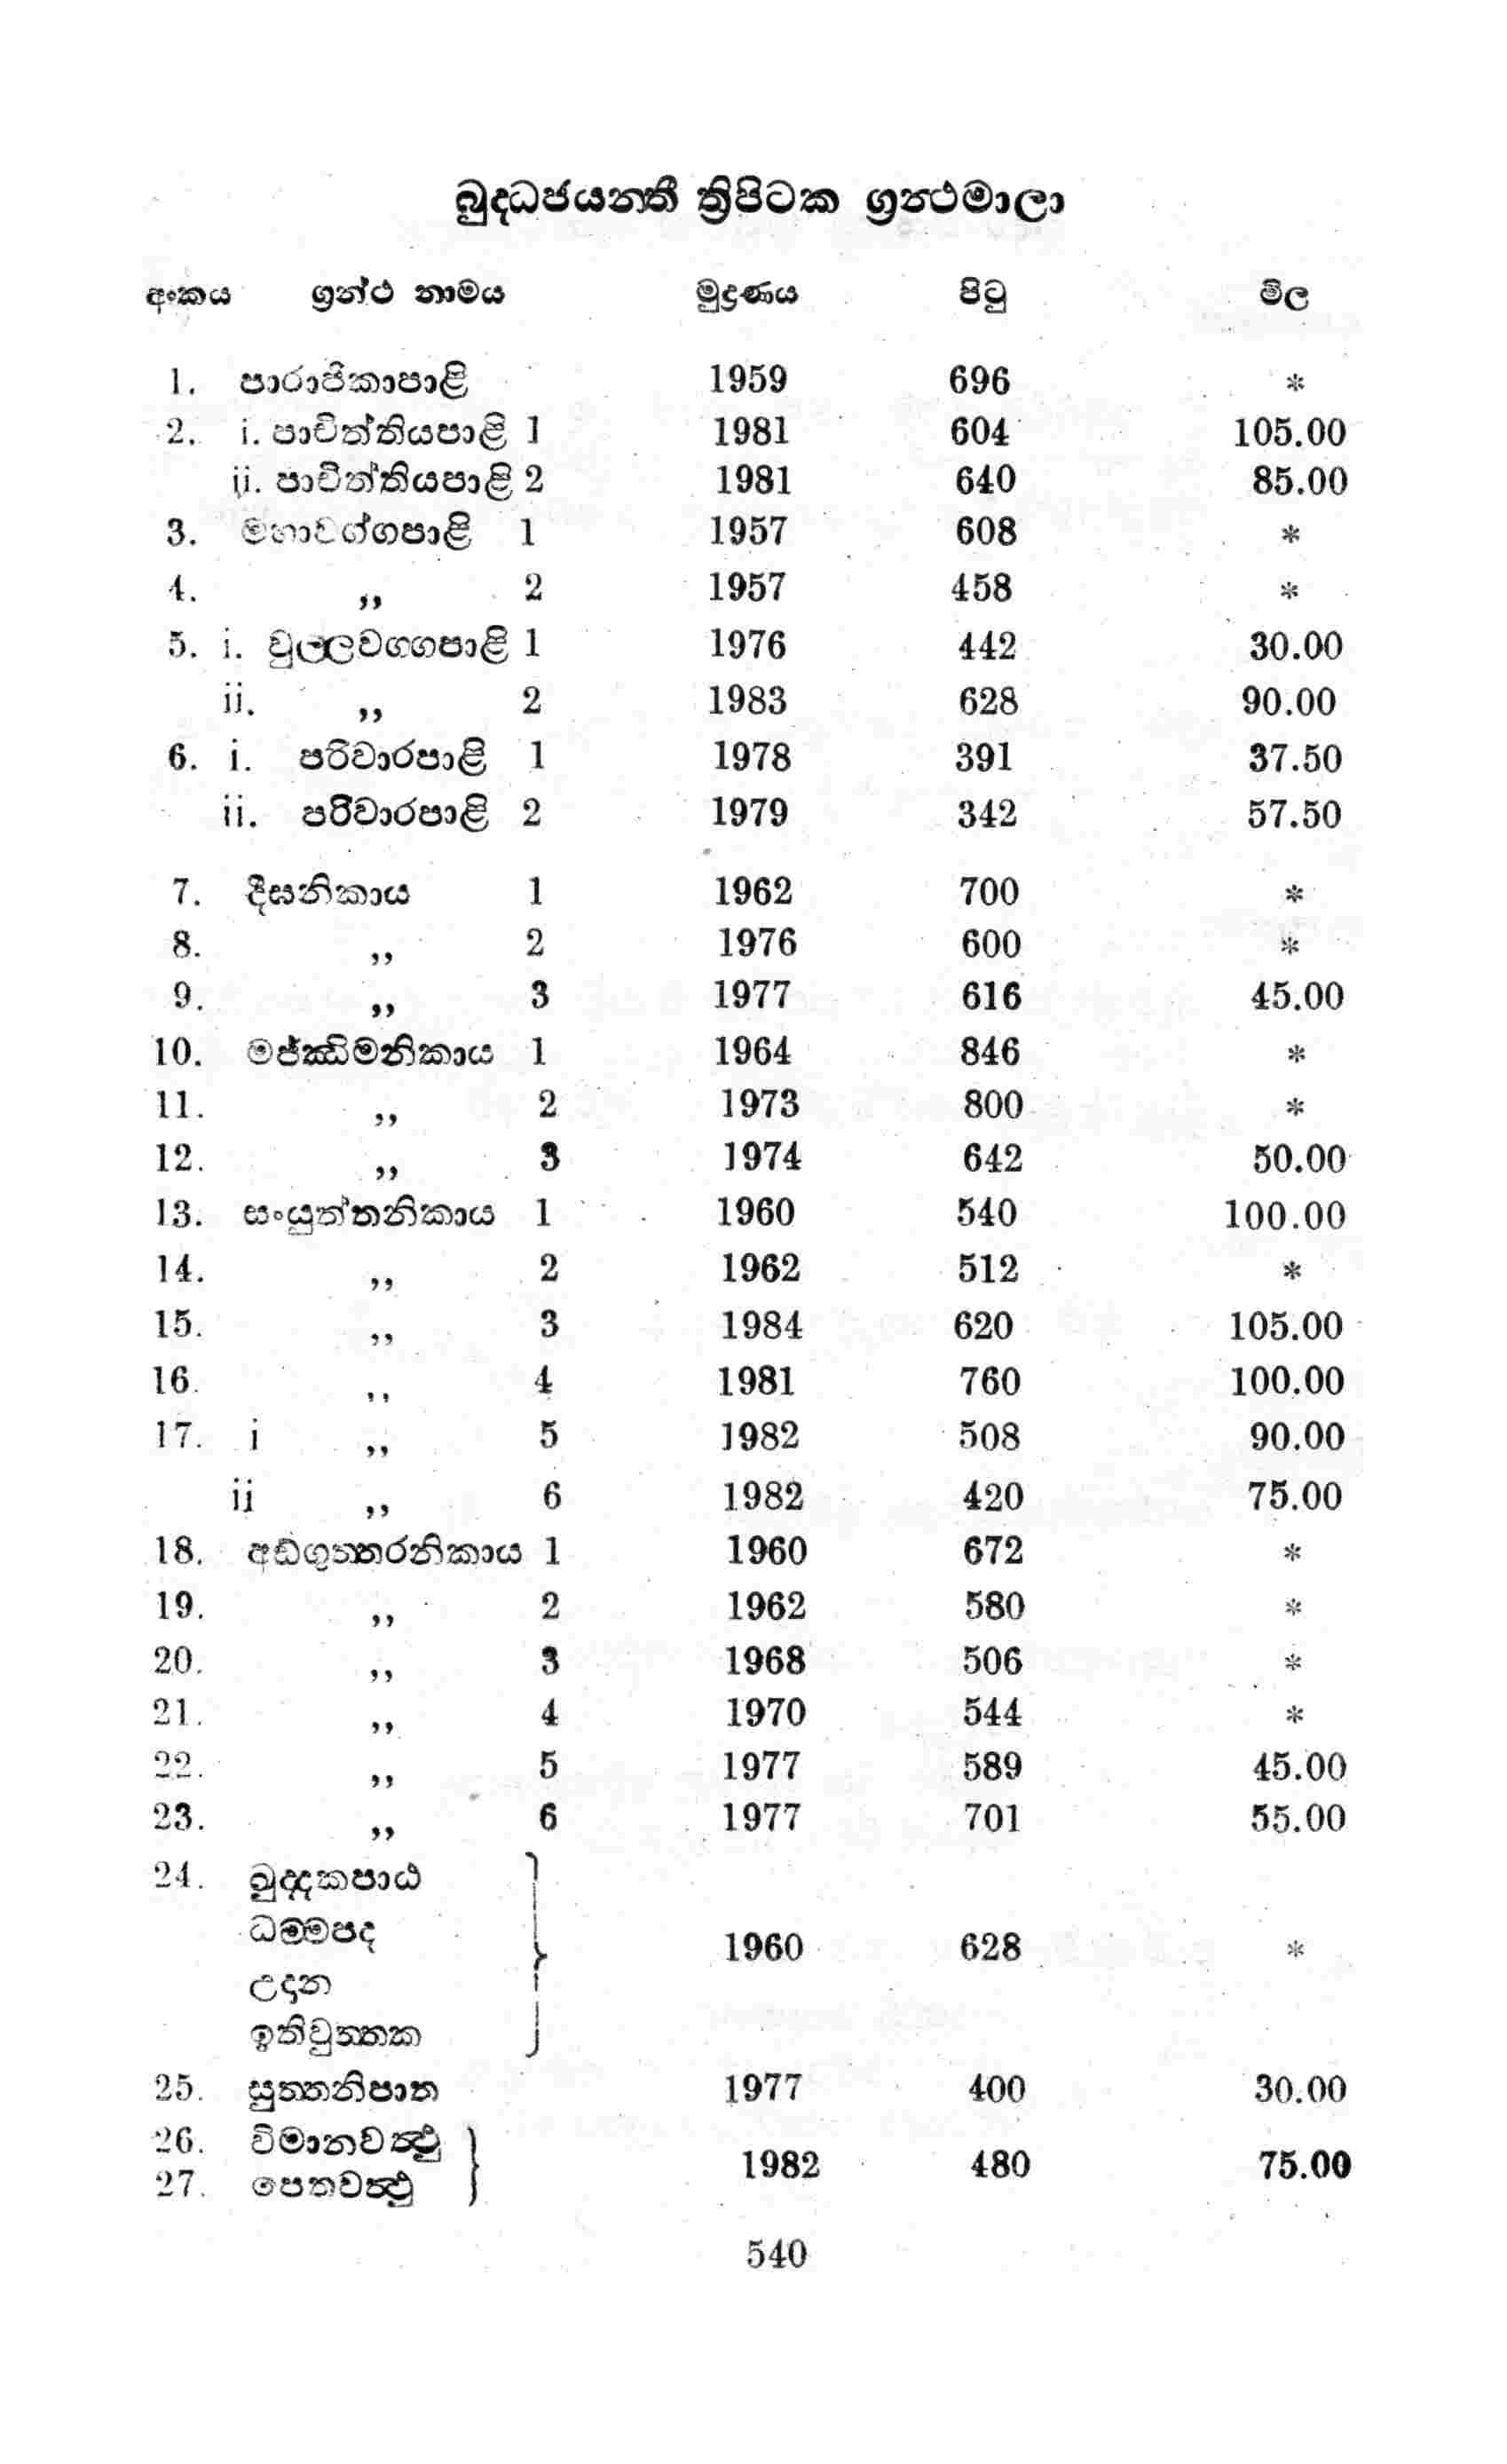 බුද්ධජයන්තී ත්‍රිපිටක ග්‍රන්ථමාලා
අංකය ග්‍රන්ථ නාමය මුද්‍රණය පිටු මිල
1. පාරාජිකාපාළි 1959 696 *
2. i. පාචිත්තියපාළි 1 1981 604 105.00
ii. පාචිත්තියපාළි 2 1981 640 85.00
3. මහාවග්ගපාළි 1 1957 608 *
4. ,, 2 1957 458 *
5. i. චුල්ලවග්ගපාළි 1 1976 442 30.00
ii. ,, 2 1983 628 90.00
6. i. පරිවාරපාළි 1 1978 391 37.50
ii. පරිවාරපාළි 2 1979 342 57.50
7. දීඝනිකාය 1 1962 700 *
8. ,, 2 1976 600 *
9. ,, 3 1977 616 45.00
10. මජ්ඣිමනිකාය 1 1964 846 *
11. ,, 2 1973 800 *
12. ,, 3 1974 642 50.00
13. සංයුත්තනිකාය 1 1960 540 100.00
14. ,, 2 1962 512 *
15. ,, 3 1984 620 105.00
16. ,, 4 1981 760 100.00
17. i ,, 5 1982 508 90.00
ii ,, 6 1982 420 75.00
18. අඞ්ගුත්තරනිකාය 1 1960 672 *
19. ,, 2 1962 580 *
20. ,, 3 1968 506 *
21. ,, 4 1970 544 *
22. ,, 5 1977 589 45.00
23. ,, 6 1977 701 55.00
24. ඛුද්දකපාඨ
ධම්මපද
1960 628 *
උදාන
ඉතිවුත්තක
25. සුත්තනිපාත 1977 400 30.00
26. විමානවත්ථු
1982 480 75.00
27. පෙතවත්ථු
540